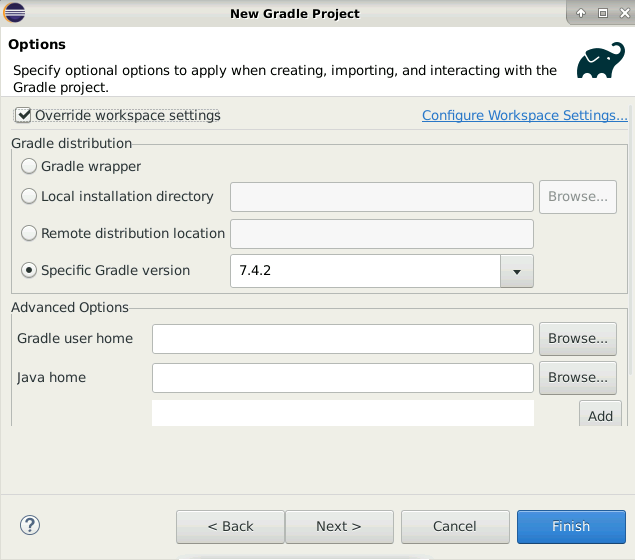 New Gradle Project
Options
Specify optional options to apply when creating, importing, and interacting with the
Gradle project.
Override workspace settings
Configure Workspace Settings...
Gradle distribution
Gradle wrapper
Local installation directory
Browse...
Remote distribution location
Specific Gradle version
7.4.2
Advanced Options
Gradle user home
Browse...
Java home
Browse...
Add
?
< Back
Next >
Cancel
Finish